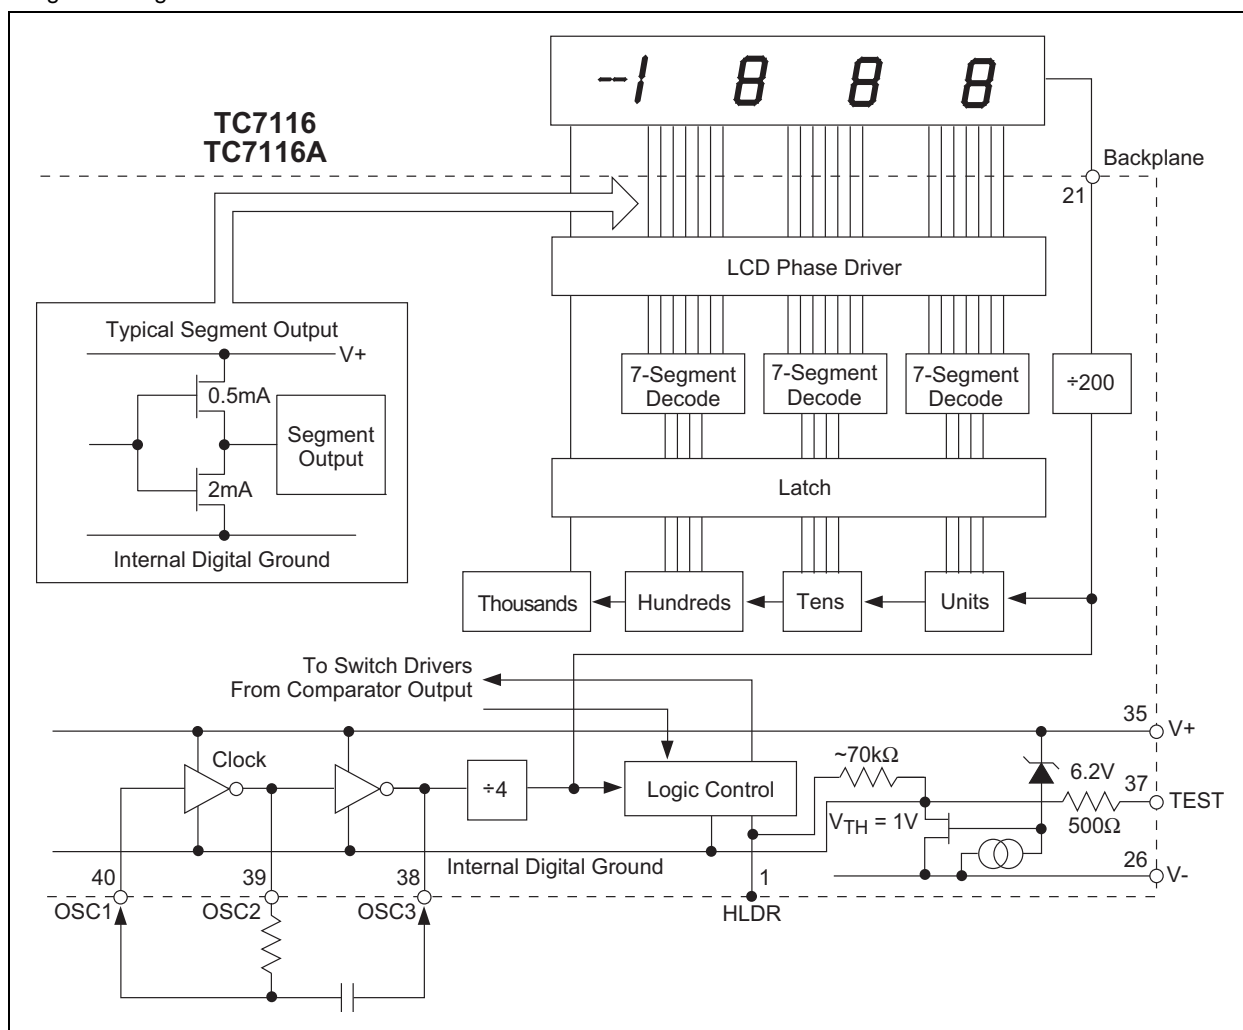 -1 8 8 8
TC7116
TC7116A
Backplane
21
LCD Phase Driver
Typical Segment Output
V+
0.5mA
Segment
Output
2mA
Internal Digital Ground
7-Segment
Decode
7-Segment
Decode
7-Segment
Decode
÷200
Latch
Thousands
Hundreds
Tens
Units
To Switch Drivers
From Comparator Output
35
V+
Clock
~70kΩ
6.2V
÷4
Logic Control
37
TEST
VTH = 1V
500Ω
Internal Digital Ground
26
V-
40
39
38
1
OSC1
OSC2
OSC3
HLDR